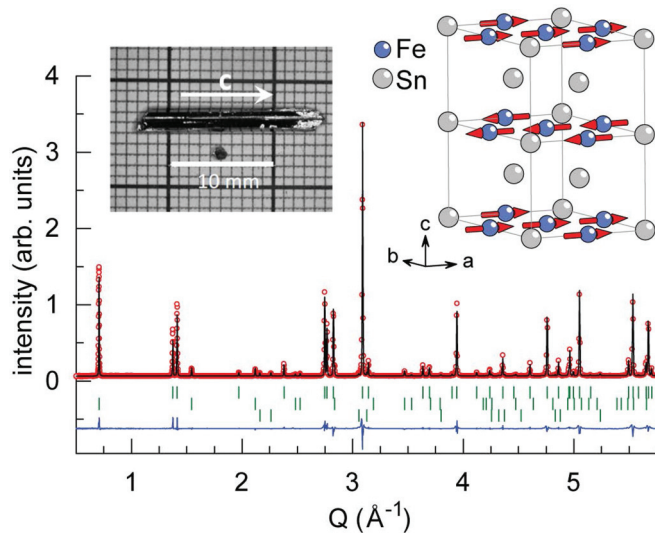 Fe
Sn
c
10 mm
c
b
a
4
3
2
1
0
intensity (arb. units)
1
2
3
4
5
Q (Å⁻¹)